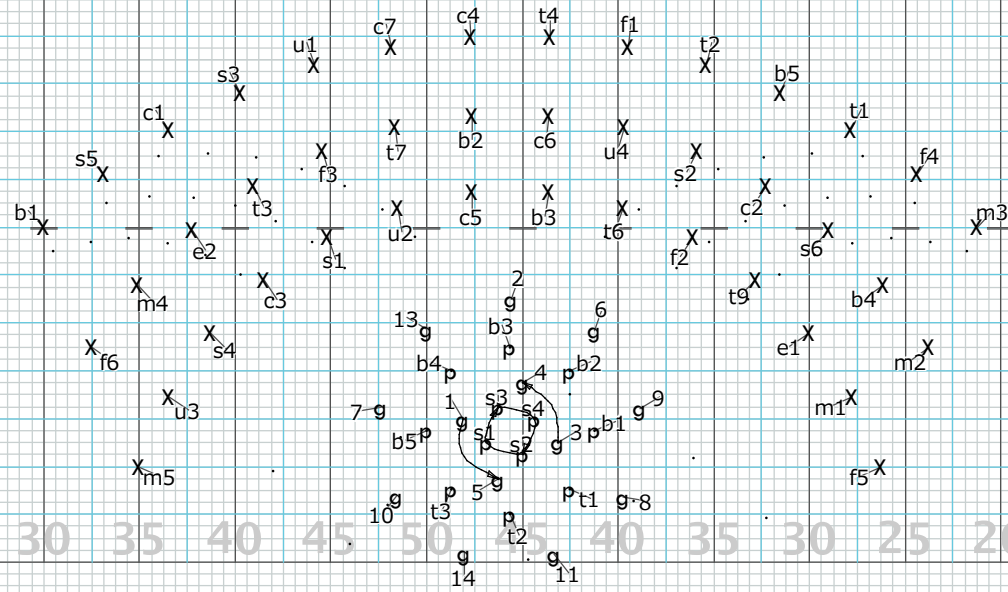 c4 t4
c7 f1
u1 t2
s3 b5
c1 t1
b2 c6
t7 u4
s5 f3 s2 f4
b1 t3 u2 c5 b3 t6 c2 m3
e2 s1 f2 s6
m4 c3 2 t9 b4
13 b3 6
f6 s4 b4 b2 e1 m2
4
u3 7 1 s3 s4 9 m1
b5 s1 s2 3 b1
m5 5 f5
10 t3 t1 8
t2
30 35 40 50 45 40 35 30 25 20
14 11
X X X X X X X X X X X X X X X X X X X X X X X X X X X X X X X X X X X X X X X X X X X X
g g g g g g g g g g g g g g
p p p p p p p p p p p p